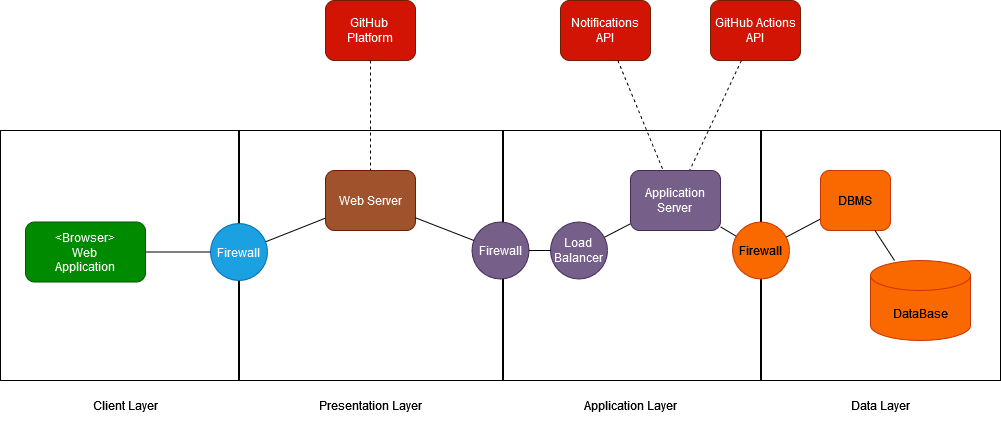 GitHub
Platform
Notifications
API
GitHub Actions
API
<Browser>
Web
Application
Firewall
Web Server
Firewall
Load
Balancer
Application
Server
Firewall
DBMS
DataBase
Client Layer
Presentation Layer
Application Layer
Data Layer